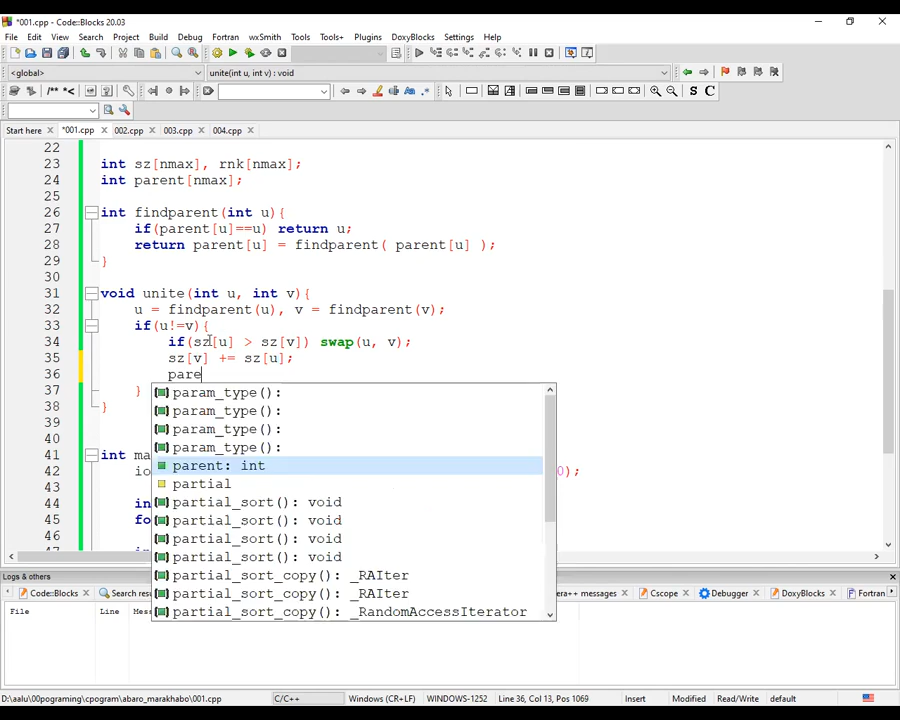 *001.cpp - Code::Blocks 20.03
File Edit View Search Project Build Debug Fortran wxSmith Tools Tools+ Plugins DoxyBlocks Settings Help
<global> unite(int u, int v) : void
/** *< .* S C
Start here *001.cpp 002.cpp 003.cpp 004.cpp
22
23 int sz[nmax], rnk[nmax];
24 int parent[nmax];
25
26 int findparent(int u){
27 if(parent[u]==u) return u;
28 return parent[u] = findparent( parent[u] );
29 }
30
31 void unite(int u, int v){
32 u = findparent(u), v = findparent(v);
33 if(u!=v){
34 if(sz[u] > sz[v]) swap(u, v);
35 sz[v] += sz[u];
36 pare
37 }
38 }
39
40
41 int ma
42 io 0);
43
44 in
45 fo
46
param_type():
param_type():
param_type():
param_type():
parent: int
partial
partial_sort(): void
partial_sort(): void
partial_sort(): void
partial_sort(): void
partial_sort_copy(): _RAIter
partial_sort_copy(): _RAIter
partial_sort_copy(): _RandomAccessIterator
Logs & others
Code::Blocks Search resu era++ messages Cscope Debugger DoxyBlocks Fortran
File Line Mes
D:\aalu\00pograming\cpogram\abaro_marakhabo\001.cpp C/C++ Windows (CR+LF) WINDOWS-1252 Line 36, Col 13, Pos 1069 Insert Modified Read/Write default